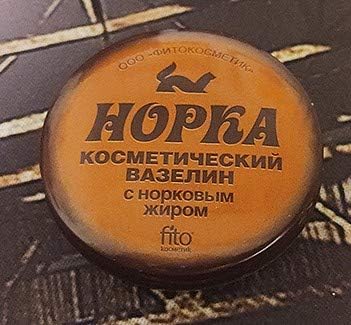 ООО "ФИТОКОСМЕТИК"
НОРКА
КОСМЕТИЧЕСКИЙ
ВАЗЕЛИН
С НОРКОВЫМ
ЖИРОМ
fito®
КОСМЕТИК